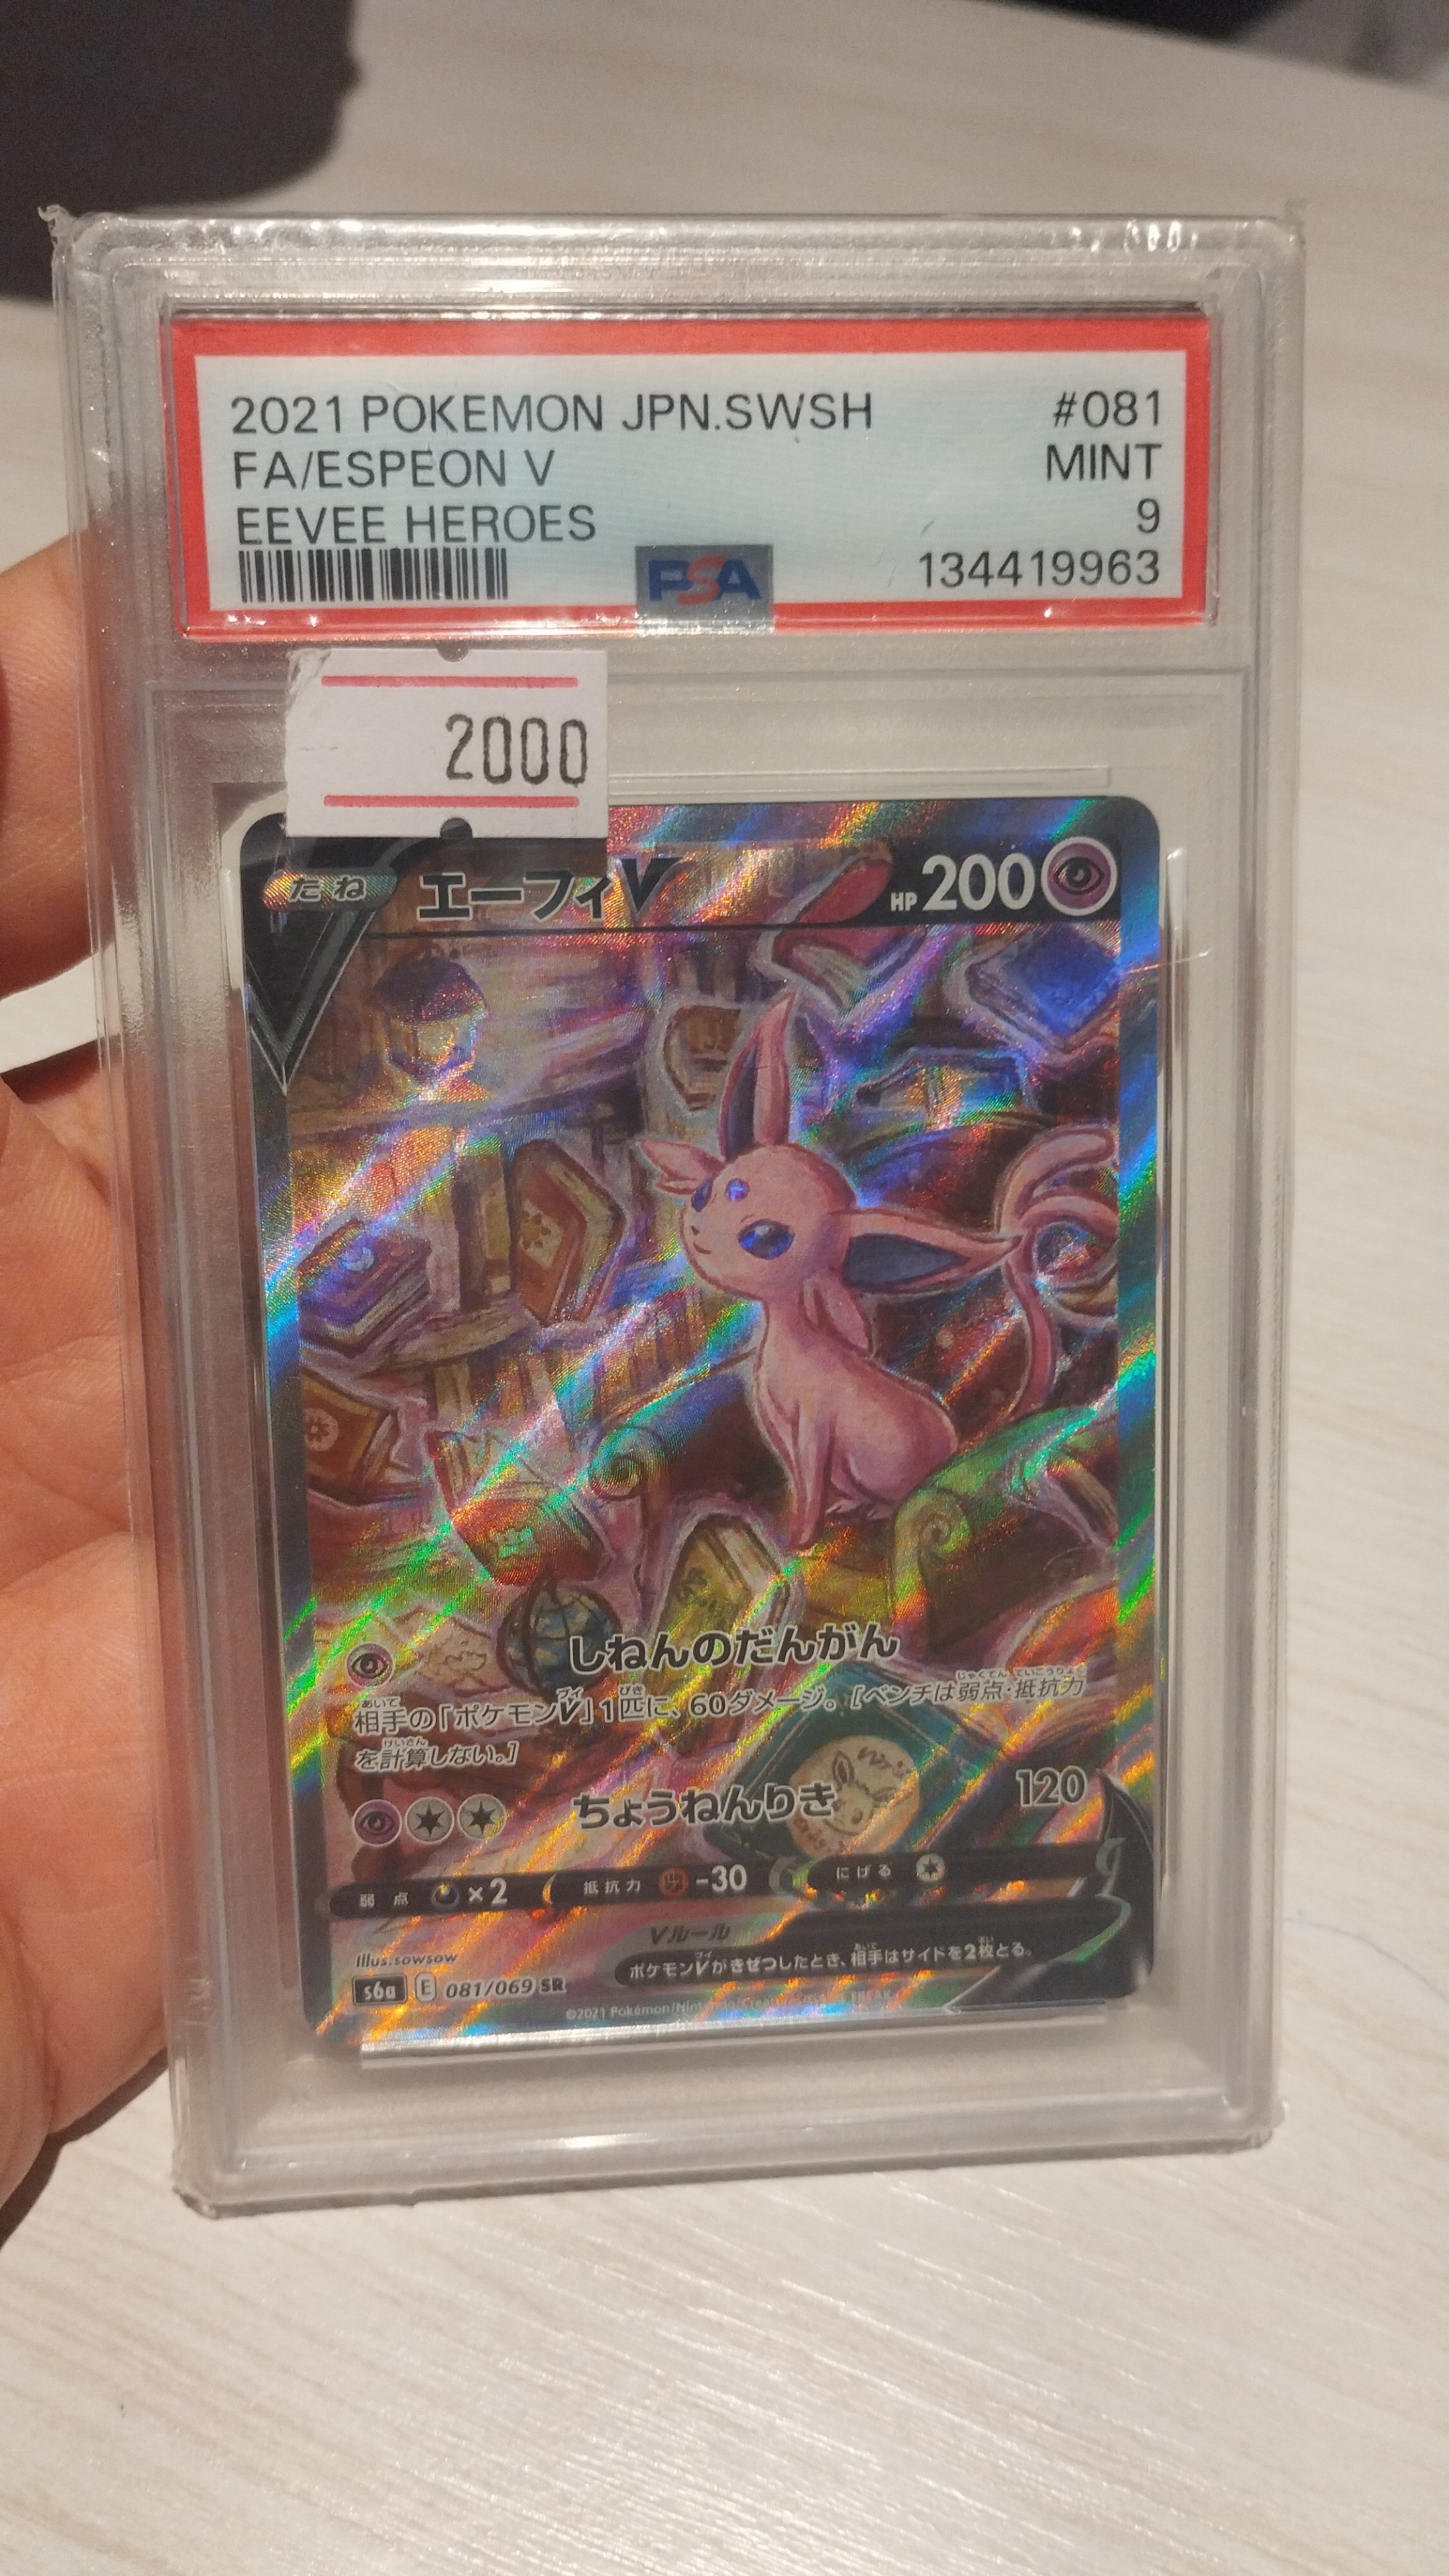 2021 POKEMON JPN.SWSH #081
FA/ESPEON V MINT
EEVEE HEROES 9
PSA 134419963
2000
たね エーフィV HP200
しねんのだんがん
相手の「ポケモンV」1匹に、60ダメージ。[ベンチは弱点・抵抗力
を計算しない。]
ちょうねんりき 120
弱点 ×2 抵抗力 -30 にげる
Vルール
ポケモンVがきぜつしたとき、相手はサイドを2枚とる。
Illus.sowsow
s6a E 081/069 SR
©2021 Pokémon/Nintendo/Creatures/GAME FREAK